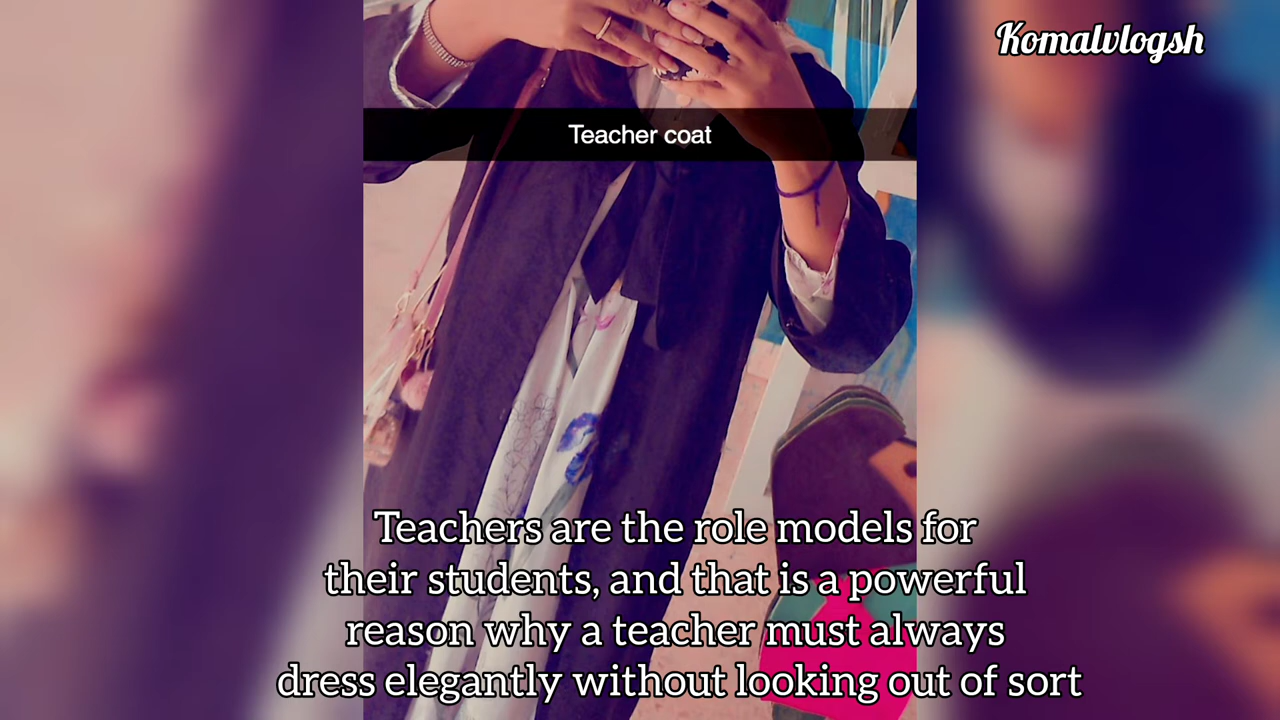 Komalvlogsh
Teacher coat
Teachers are the role models for
their students, and that is a powerful
reason why a teacher must always
dress elegantly without looking out of sort